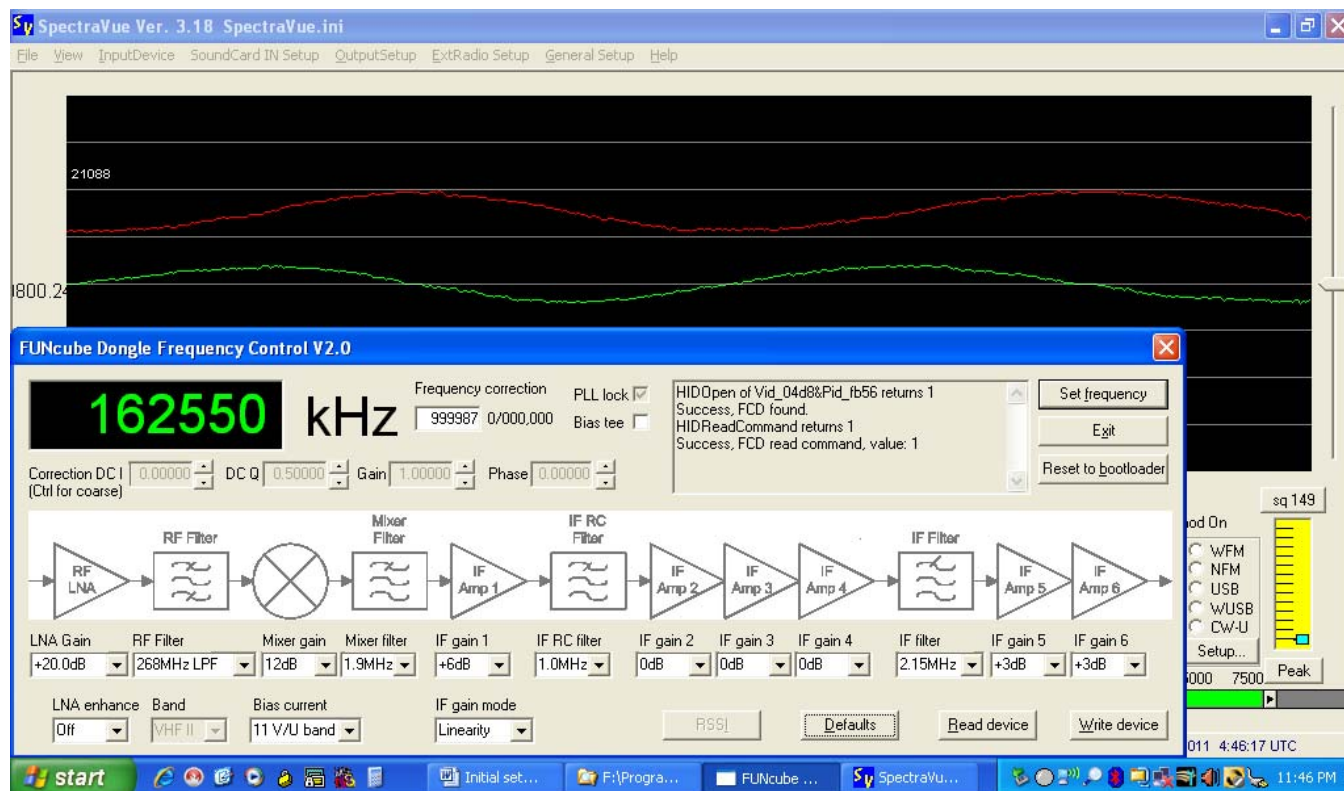 SpectraVue Ver. 3.18 SpectraVue.ini
File View InputDevice SoundCard IN Setup OutputSetup ExtRadio Setup General Setup Help
21088
FUNcube Dongle Frequency Control V2.0
162550 kHz
Frequency correction
999987 0/000,000
PLL lock
Bias tee
HIDOpen of Vid_04d8&Pid_fb56 returns 1
Success, FCD found.
HIDReadCommand returns 1
Success, FCD read command, value: 1
Set frequency
Exit
Reset to bootloader
Correction DC I 0.00000 DC Q 0.50000 Gain 1.00000 Phase 0.00000
(Ctrl for coarse)
sq 149
od On
WFM
NFM
USB
WUSB
CW-U
Setup...
Peak
7500
RF Filter
Mixer Filter
IF RC Filter
IF Filter
RF LNA
IF Amp 1
IF Amp 2
IF Amp 3
IF Amp 4
IF Amp 5
IF Amp 6
LNA Gain RF Filter Mixer gain Mixer filter IF gain 1 IF RC filter IF gain 2 IF gain 3 IF gain 4 IF filter IF gain 5 IF gain 6
+20.0dB 268MHz LPF 12dB 1.9MHz +6dB 1.0MHz 0dB 0dB 0dB 2.15MHz +3dB +3dB
LNA enhance Band Bias current IF gain mode
Off VHF II 11 V/U band Linearity
RSSI Defaults Read device Write device
011 4:46:17 UTC
start Initial set... F:\Progra... FUNcube ... SpectraVu... 11:46 PM